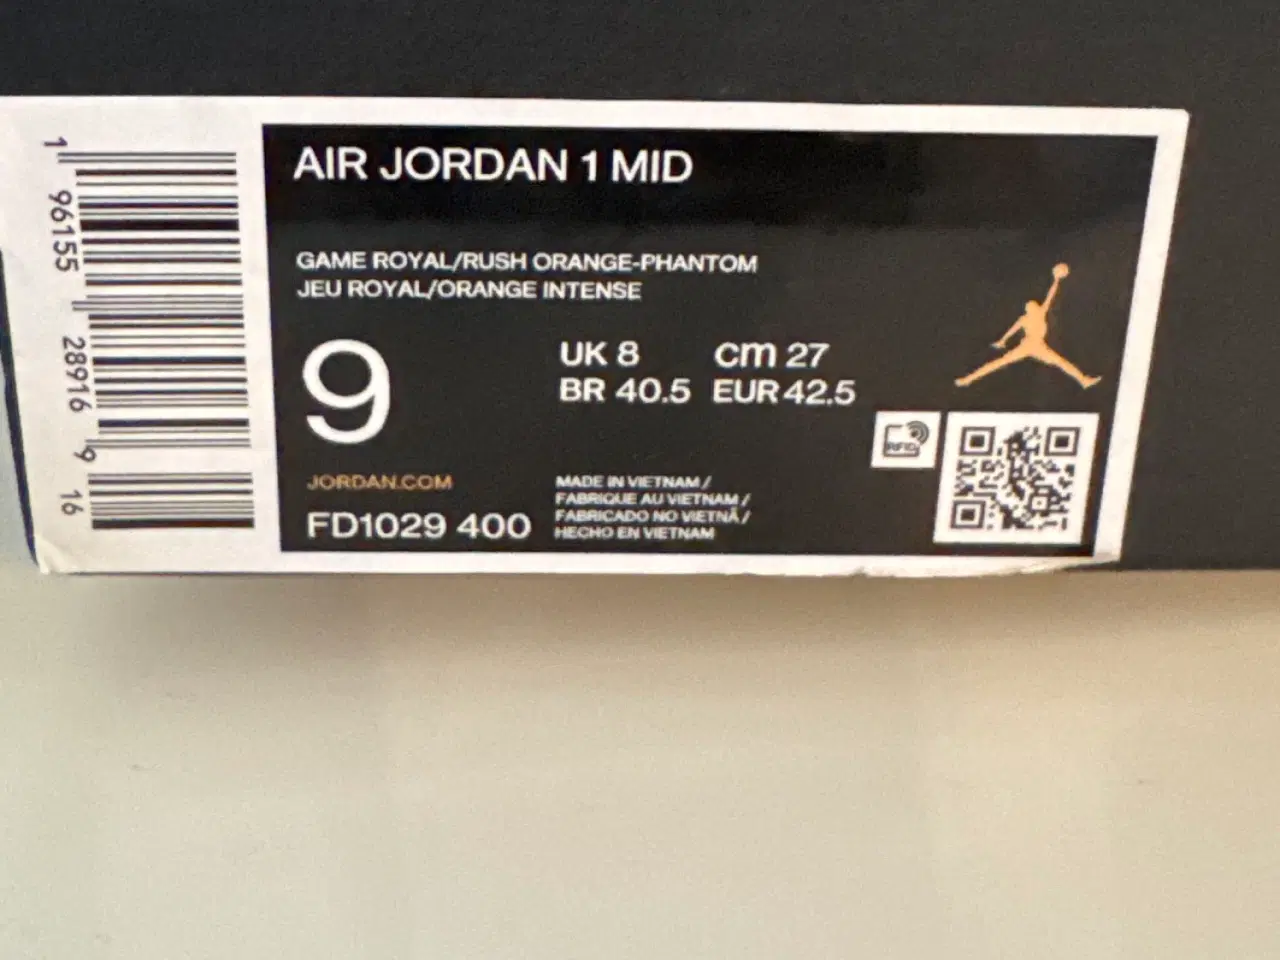 1 96155 28916 9 16
AIR JORDAN 1 MID
GAME ROYAL/RUSH ORANGE-PHANTOM
JEU ROYAL/ORANGE INTENSE
9
UK 8 cm 27
BR 40.5 EUR 42.5
RFID
JORDAN.COM
FD1029 400
MADE IN VIETNAM /
FABRIQUE AU VIETNAM /
FABRICADO NO VIETNÃ /
HECHO EN VIETNAM